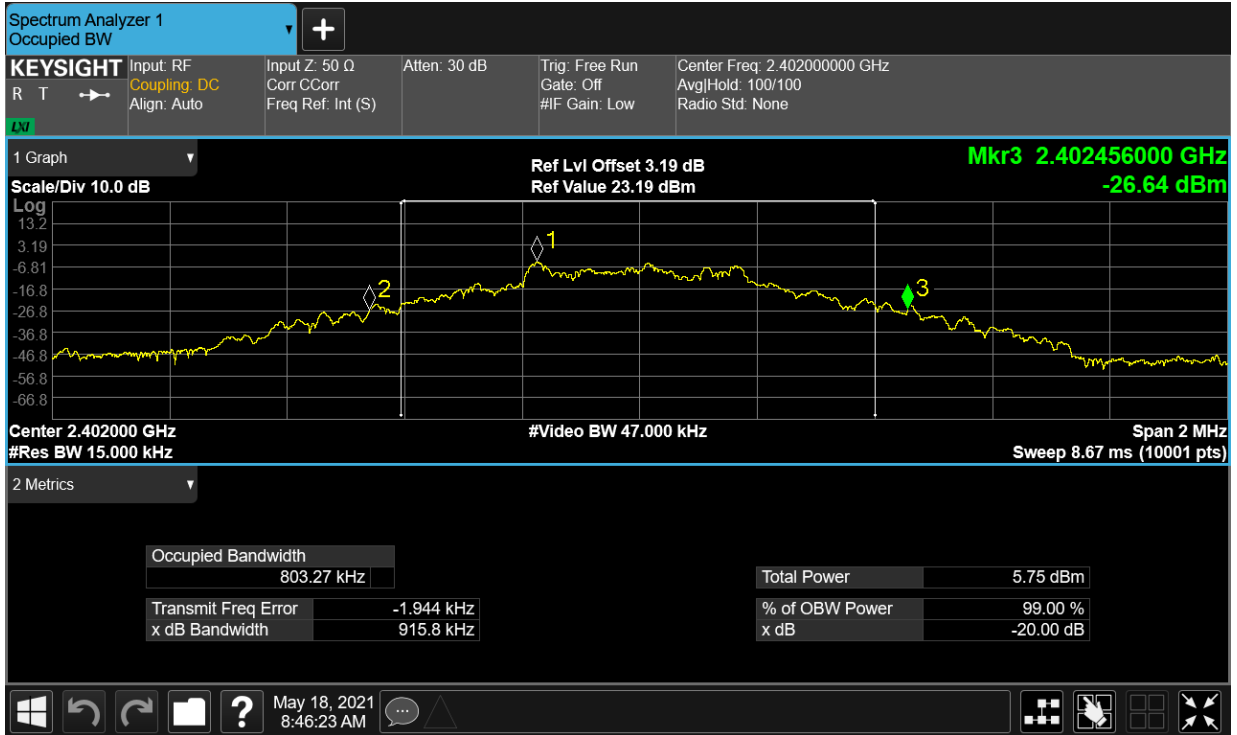 Spectrum Analyzer 1
Occupied BW
▼
+
KEYSIGHT
R T
LXI
Input: RF
Coupling: DC
Align: Auto
Input Z: 50 Ω
Corr CCorr
Freq Ref: Int (S)
Atten: 30 dB
Trig: Free Run
Gate: Off
#IF Gain: Low
Center Freq: 2.402000000 GHz
Avg|Hold: 100/100
Radio Std: None
1 Graph ▼
Scale/Div 10.0 dB
Ref Lvl Offset 3.19 dB
Ref Value 23.19 dBm
Mkr3 2.402456000 GHz
-26.64 dBm
Log
13.2
3.19
-6.81
-16.8
-26.8
-36.8
-46.8
-56.8
-66.8
1
2
3
Center 2.402000 GHz
#Res BW 15.000 kHz
#Video BW 47.000 kHz
Span 2 MHz
Sweep 8.67 ms (10001 pts)
2 Metrics ▼
Occupied Bandwidth
803.27 kHz
Transmit Freq Error -1.944 kHz
x dB Bandwidth 915.8 kHz
Total Power 5.75 dBm
% of OBW Power 99.00 %
x dB -20.00 dB
?
May 18, 2021
8:46:23 AM